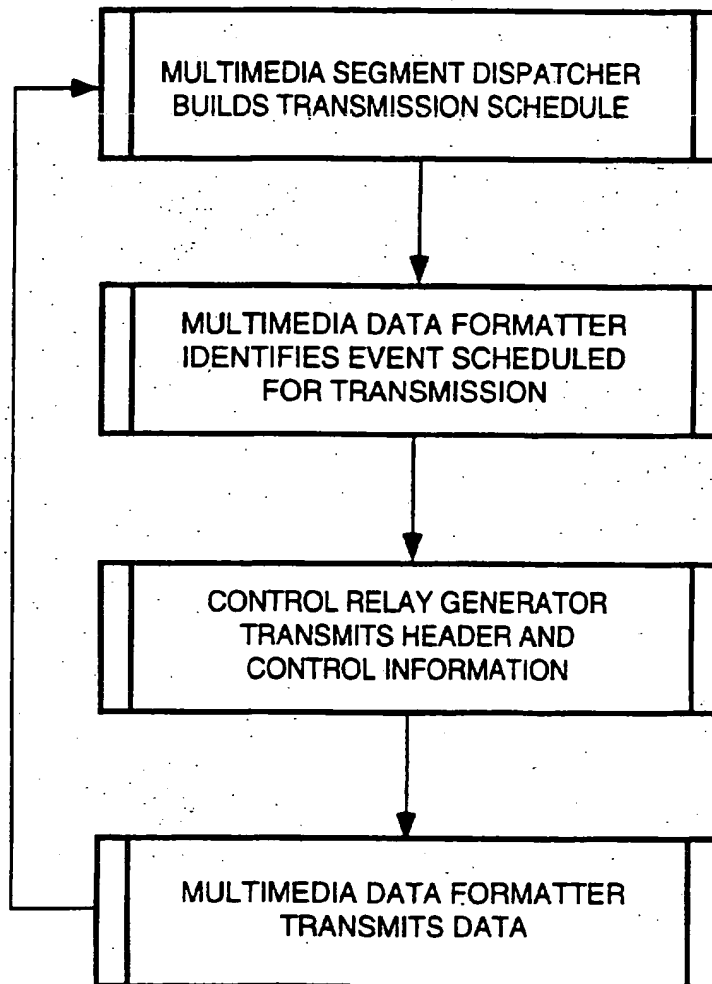 MULTIMEDIA SEGMENT DISPATCHER
BUILDS TRANSMISSION SCHEDULE
MULTIMEDIA DATA FORMATTER
IDENTIFIES EVENT SCHEDULED
FOR TRANSMISSION
CONTROL RELAY GENERATOR
TRANSMITS HEADER AND
CONTROL INFORMATION
MULTIMEDIA DATA FORMATTER
TRANSMITS DATA